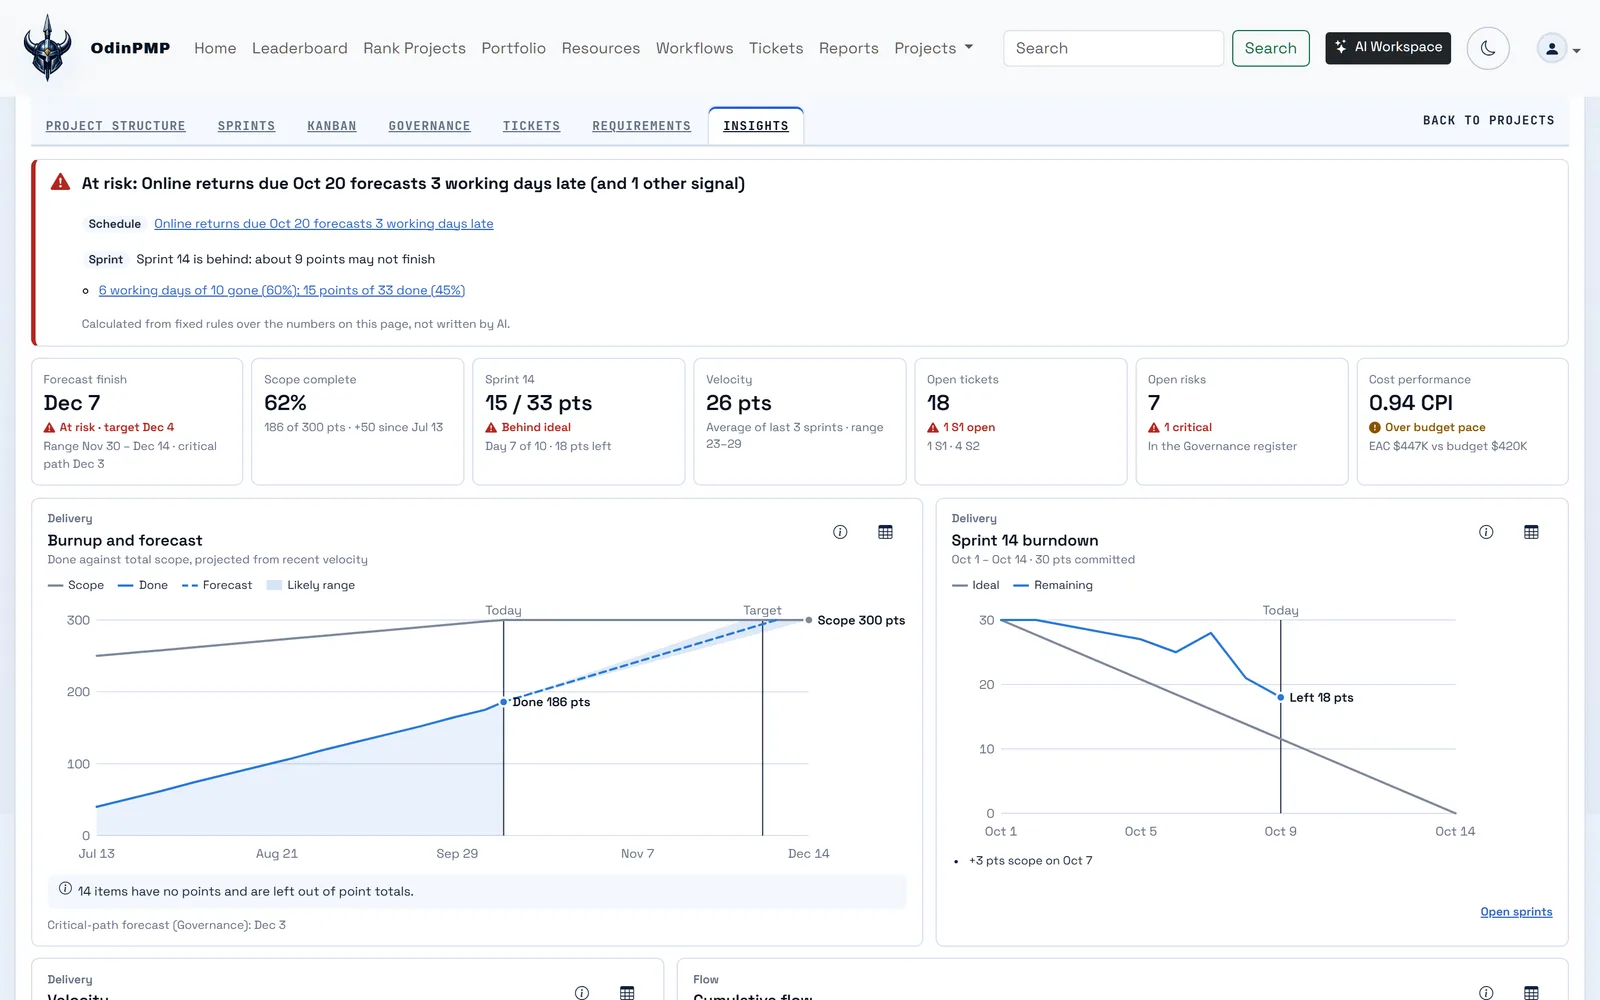 OdinPMP Home Leaderboard Rank Projects Portfolio Resources Workflows Tickets Reports Projects Search Search AI Workspace
PROJECT STRUCTURE SPRINTS KANBAN GOVERNANCE TICKETS REQUIREMENTS INSIGHTS BACK TO PROJECTS
At risk: Online returns due Oct 20 forecasts 3 working days late (and 1 other signal)
Schedule Online returns due Oct 20 forecasts 3 working days late
Sprint Sprint 14 is behind: about 9 points may not finish
6 working days of 10 gone (60%); 15 points of 33 done (45%)
Calculated from fixed rules over the numbers on this page, not written by AI.
Forecast finish
Dec 7
At risk · target Dec 4
Range Nov 30 – Dec 14 · critical
path Dec 3
Scope complete
62%
186 of 300 pts · +50 since Jul 13
Sprint 14
15 / 33 pts
Behind ideal
Day 7 of 10 · 18 pts left
Velocity
26 pts
Average of last 3 sprints · range
23–29
Open tickets
18
1 S1 open
1 S1 · 4 S2
Open risks
7
1 critical
In the Governance register
Cost performance
0.94 CPI
Over budget pace
EAC $447K vs budget $420K
Delivery
Burnup and forecast
Done against total scope, projected from recent velocity
Scope Done Forecast Likely range
Today Target
300 Scope 300 pts
200
Done 186 pts
100
0
Jul 13 Aug 21 Sep 29 Nov 7 Dec 14
14 items have no points and are left out of point totals.
Critical-path forecast (Governance): Dec 3
Delivery
Sprint 14 burndown
Oct 1 – Oct 14 · 30 pts committed
Ideal Remaining
Today
30
20
Left 18 pts
10
0
Oct 1 Oct 5 Oct 9 Oct 14
+3 pts scope on Oct 7
Open sprints
Delivery
Velocity
Flow
Cumulative flow